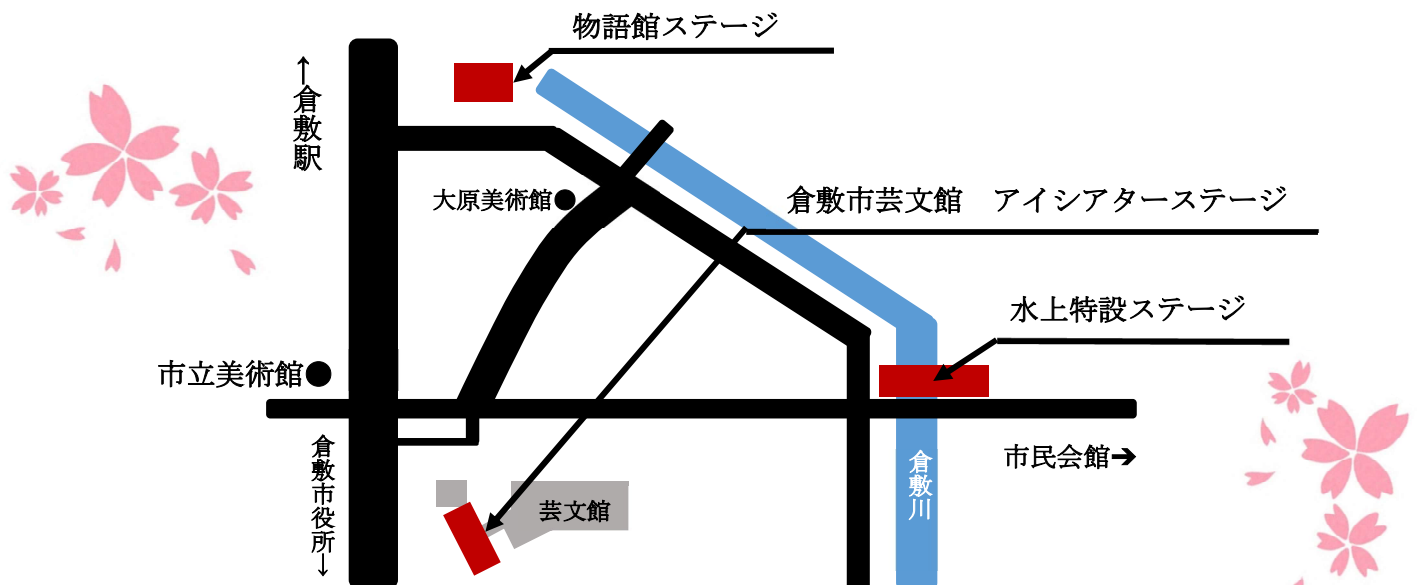 物語館ステージ
↑倉敷駅
大原美術館●
倉敷市芸文館　アイシアターステージ
水上特設ステージ
市立美術館●
倉敷市役所↓
倉敷川
市民会館➔
芸文館